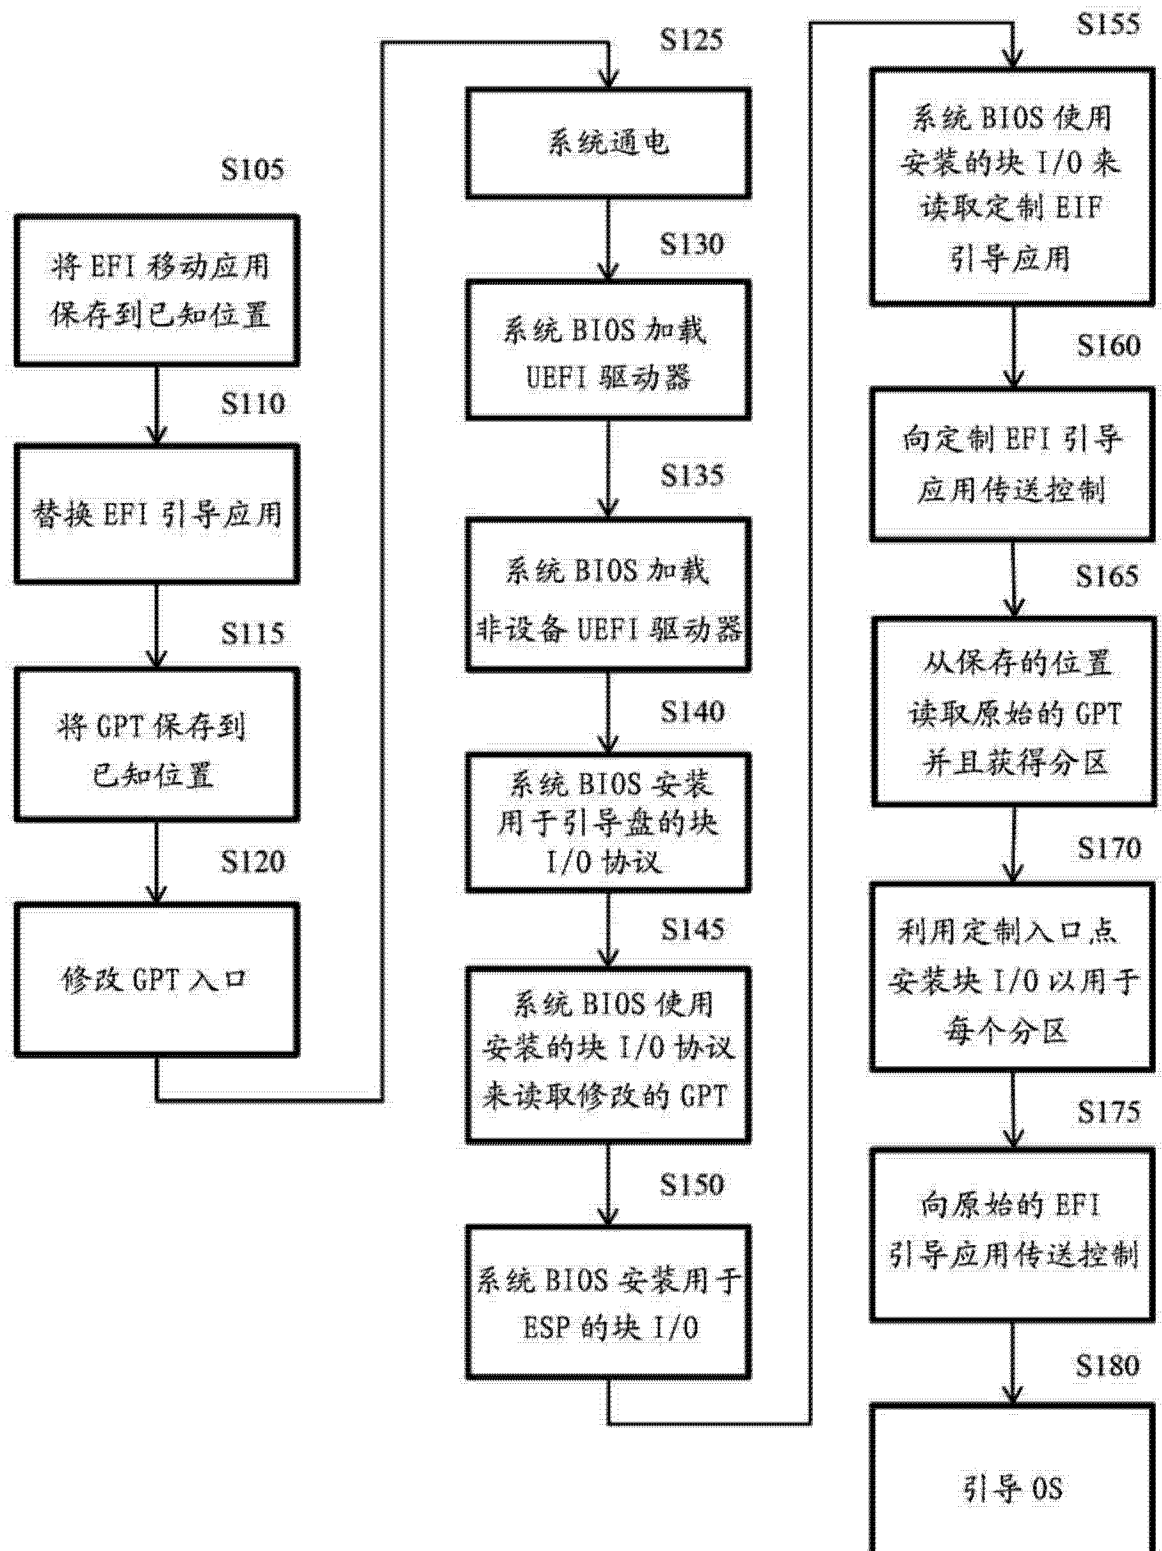 S105
将 EFI 移动应用
保存到已知位置
S110
替换 EFI 引导应用
S115
将 GPT 保存到
已知位置
S120
修改 GPT 入口
S125
系统通电
S130
系统 BIOS 加载
UEFI 驱动器
S135
系统 BIOS 加载
非设备 UEFI 驱动器
S140
系统 BIOS 安装
用于引导盘的块
I/O 协议
S145
系统 BIOS 使用
安装的块 I/O 协议
来读取修改的 GPT
S150
系统 BIOS 安装用于
ESP 的块 I/O
S155
系统 BIOS 使用
安装的块 I/O 来
读取定制 EIF
引导应用
S160
向定制 EFI 引导
应用传送控制
S165
从保存的位置
读取原始的 GPT
并且获得分区
S170
利用定制入口点
安装块 I/O 以用于
每个分区
S175
向原始的 EFI
引导应用传送控制
S180
引导 OS